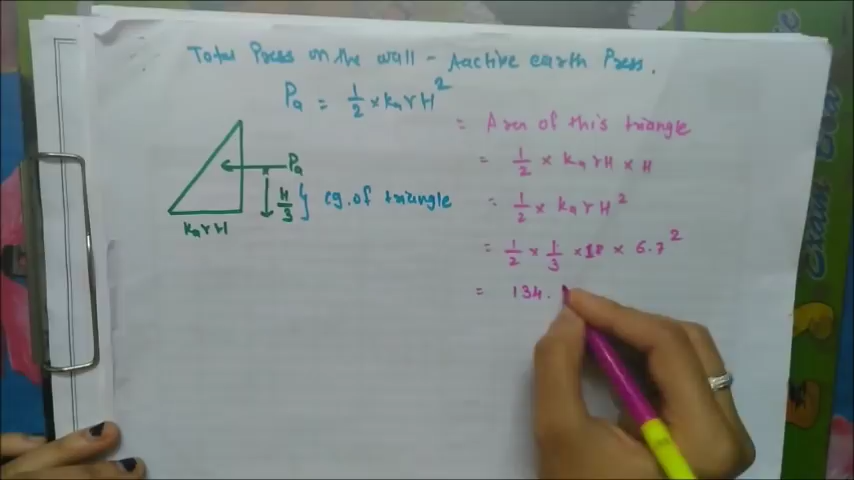 Total Press on the wall - Aactive earth Press.
Pa = 1/2 × ka r H²
= Area of this triangle
= 1/2 × ka r H × H
= 1/2 × ka r H²
= 1/2 × 1/3 × 18 × 6.7²
= 134.
Pa
H/3 } cg. of triangle
ka r H